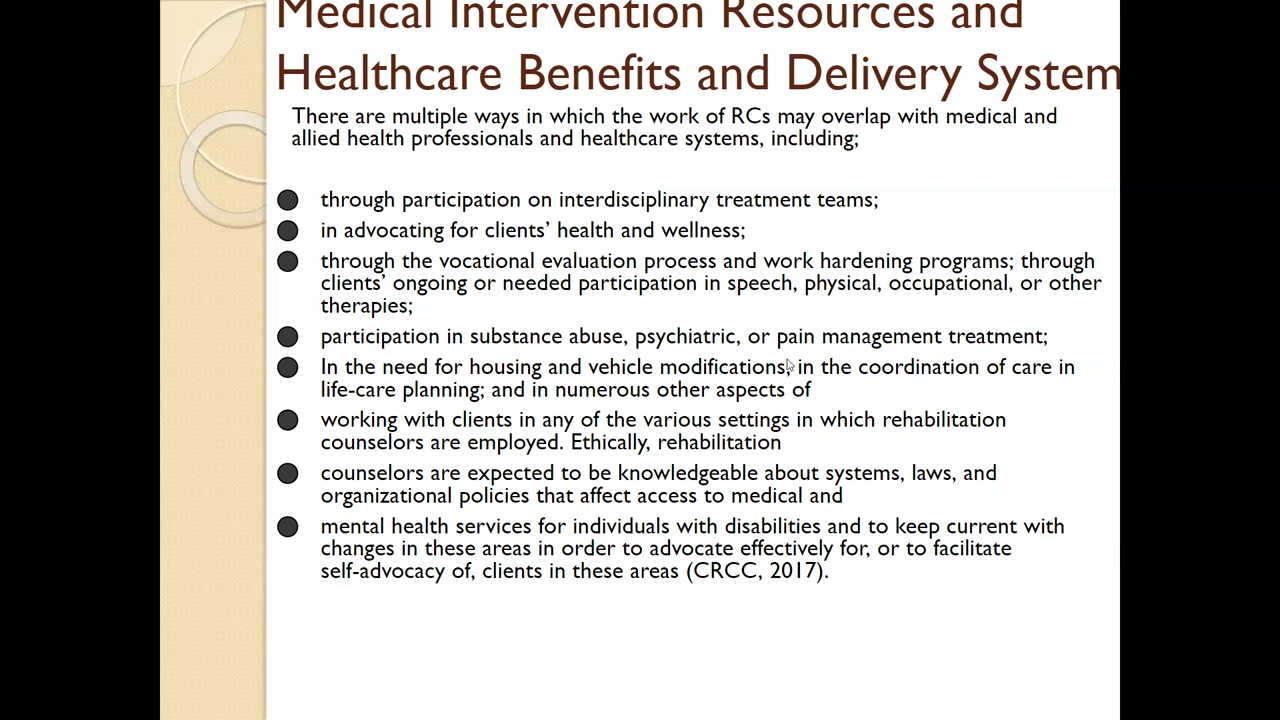 Medical Intervention Resources and
Healthcare Benefits and Delivery System
There are multiple ways in which the work of RCs may overlap with medical and
allied health professionals and healthcare systems, including;
through participation on interdisciplinary treatment teams;
in advocating for clients’ health and wellness;
through the vocational evaluation process and work hardening programs; through
clients’ ongoing or needed participation in speech, physical, occupational, or other
therapies;
participation in substance abuse, psychiatric, or pain management treatment;
In the need for housing and vehicle modifications; in the coordination of care in
life-care planning; and in numerous other aspects of
working with clients in any of the various settings in which rehabilitation
counselors are employed. Ethically, rehabilitation
counselors are expected to be knowledgeable about systems, laws, and
organizational policies that affect access to medical and
mental health services for individuals with disabilities and to keep current with
changes in these areas in order to advocate effectively for, or to facilitate
self-advocacy of, clients in these areas (CRCC, 2017).